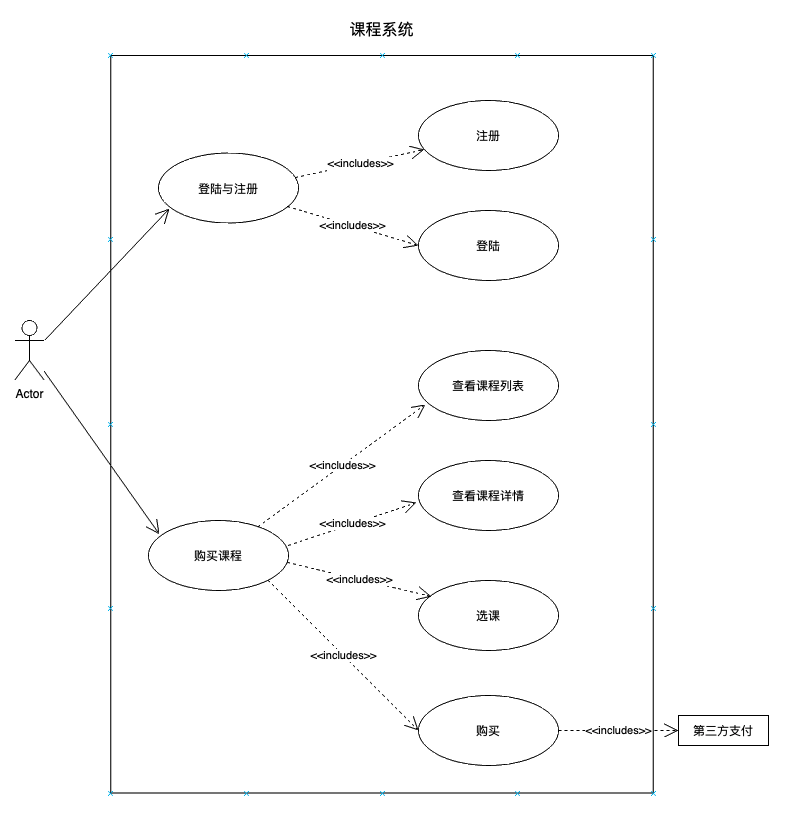 课程系统
注册
<<includes>>
登陆与注册
<<includes>>
登陆
Actor
查看课程列表
<<includes>>
查看课程详情
<<includes>>
购买课程
<<includes>>
选课
<<includes>>
购买
<<includes>>
第三方支付